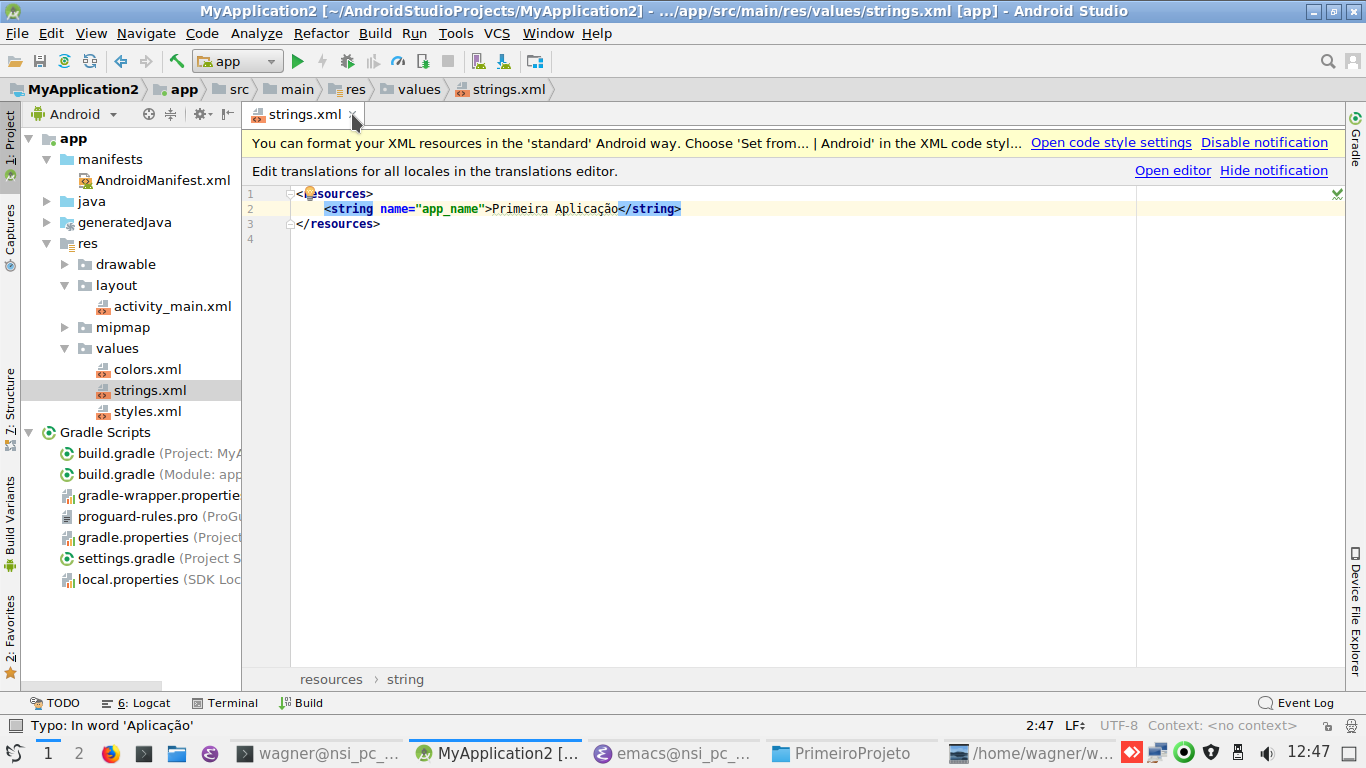 MyApplication2 [~/AndroidStudioProjects/MyApplication2] - .../app/src/main/res/values/strings.xml [app] - Android Studio
File Edit View Navigate Code Analyze Refactor Build Run Tools VCS Window Help
app
MyApplication2 app src main res values strings.xml
1: Project
Captures
7: Structure
Build Variants
2: Favorites
Android
app
manifests
AndroidManifest.xml
java
generatedJava
res
drawable
layout
activity_main.xml
mipmap
values
colors.xml
strings.xml
styles.xml
Gradle Scripts
build.gradle (Project: MyA
build.gradle (Module: app
gradle-wrapper.propertie
proguard-rules.pro (ProGu
gradle.properties (Project
settings.gradle (Project S
local.properties (SDK Loc
strings.xml
You can format your XML resources in the 'standard' Android way. Choose 'Set from... | Android' in the XML code styl... Open code style settings Disable notification
Edit translations for all locales in the translations editor. Open editor Hide notification
1 <resources>
2 <string name="app_name">Primeira Aplicação</string>
3 </resources>
4
resources › string
Gradle
Device File Explorer
TODO 6: Logcat Terminal Build Event Log
Typo: In word 'Aplicação' 2:47 LF UTF-8 Context: <no context>
1 2 wagner@nsi_pc_... MyApplication2 [... emacs@nsi_pc_... PrimeiroProjeto /home/wagner/w... 12:47